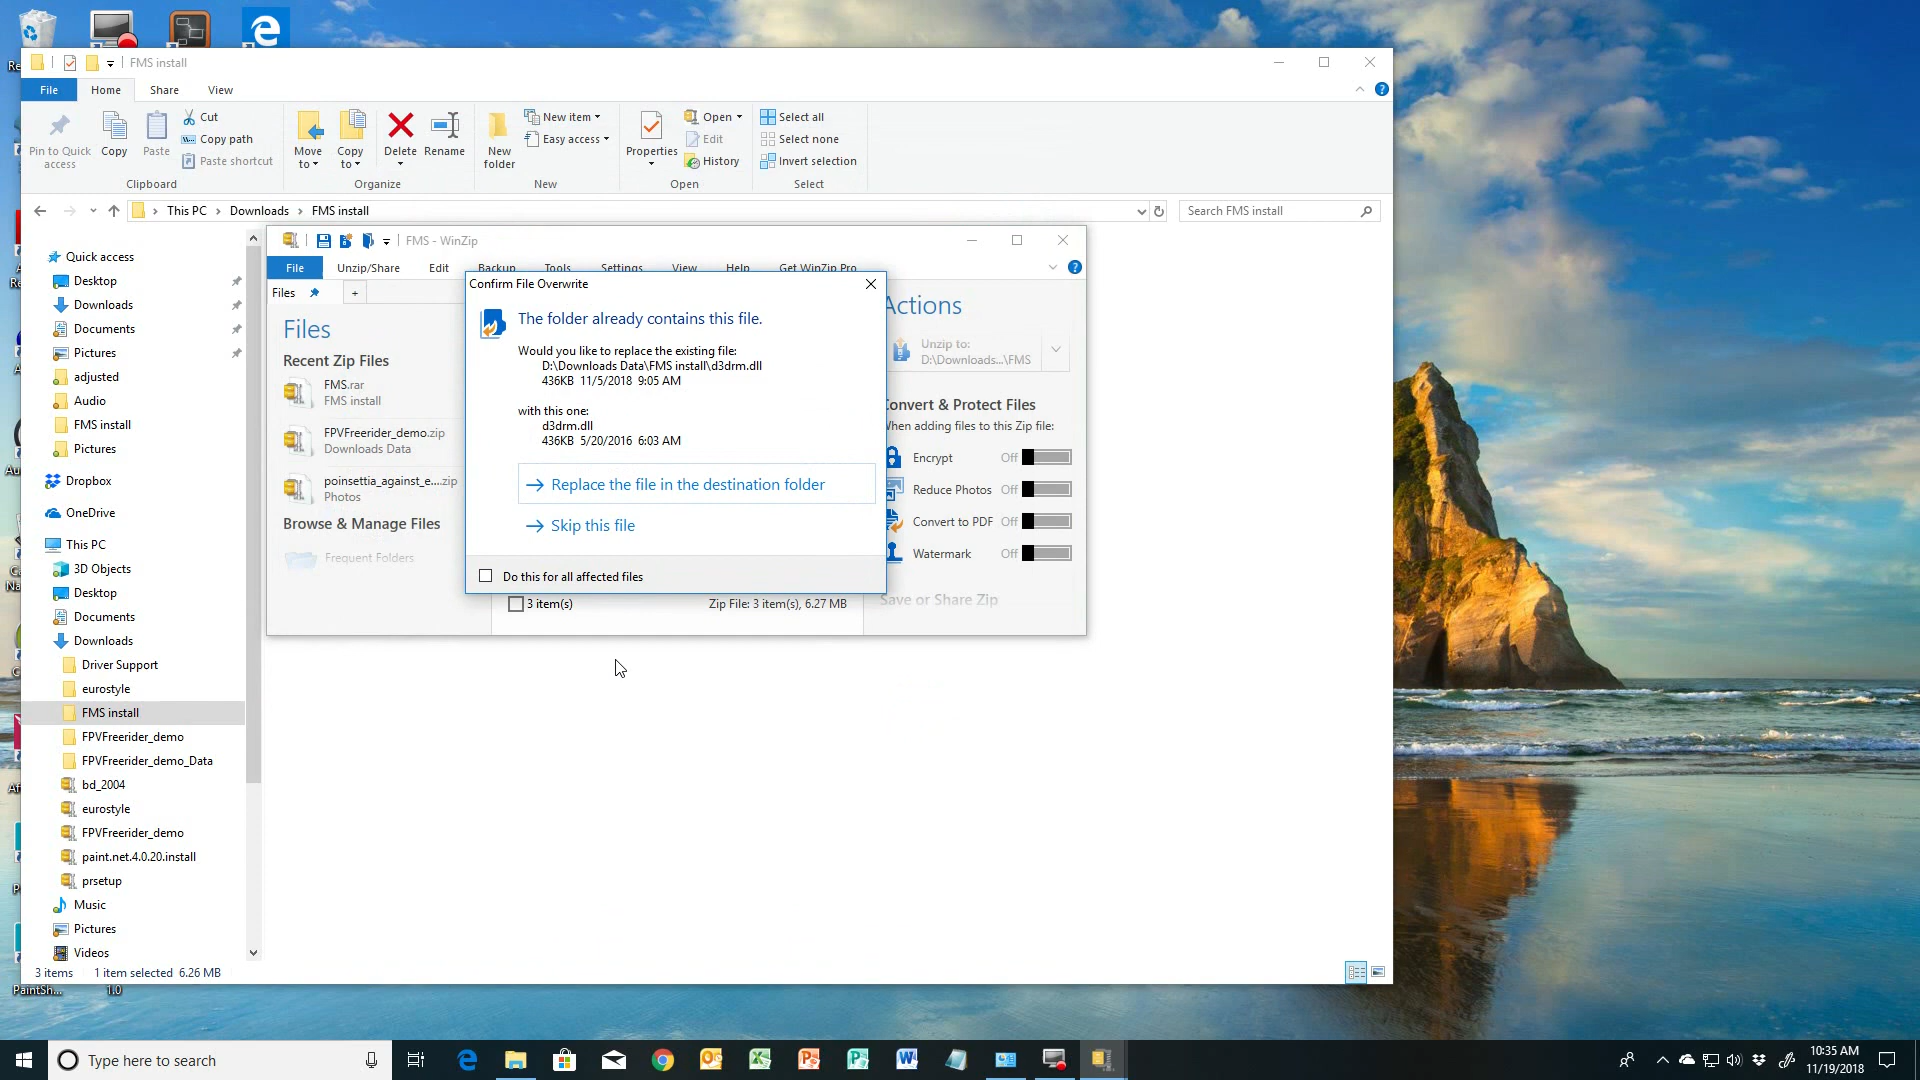 FMS install
File
Home
Share
View
Pin to Quick access
Copy
Paste
Cut
Copy path
Paste shortcut
Clipboard
Move to
Copy to
Delete
Rename
Organize
New folder
New item
Easy access
New
Properties
Open
Edit
History
Open
Select all
Select none
Invert selection
Select
This PC
Downloads
FMS install
Search FMS install
Quick access
Desktop
Downloads
Documents
Pictures
adjusted
Audio
FMS install
Pictures
Dropbox
OneDrive
This PC
3D Objects
Desktop
Documents
Downloads
Driver Support
eurostyle
FMS install
FPVFreerider_demo
FPVFreerider_demo_Data
bd_2004
eurostyle
FPVFreerider_demo
paint.net.4.0.20.install
prsetup
Music
Pictures
Videos
3 items
1 item selected 6.26 MB
FMS - WinZip
File
Unzip/Share
Edit
Backup
Tools
Settings
View
Help
Get WinZip Pro
Files
Files
Recent Zip Files
FMS.rar
FMS install
FPVFreerider_demo.zip
Downloads Data
poinsettia_against_e....zip
Photos
Browse & Manage Files
Frequent Folders
Confirm File Overwrite
The folder already contains this file.
Would you like to replace the existing file:
D:\Downloads Data\FMS install\d3drm.dll
436KB 11/5/2018 9:05 AM
with this one:
d3drm.dll
436KB 5/20/2016 6:03 AM
Replace the file in the destination folder
Skip this file
Do this for all affected files
3 item(s)
Zip File: 3 item(s), 6.27 MB
Actions
Unzip to:
D:\Downloads...\FMS
Convert & Protect Files
When adding files to this Zip file:
Encrypt Off
Reduce Photos Off
Convert to PDF Off
Watermark Off
Save or Share Zip
PaintSh...
1.0
Type here to search
10:35 AM
11/19/2018